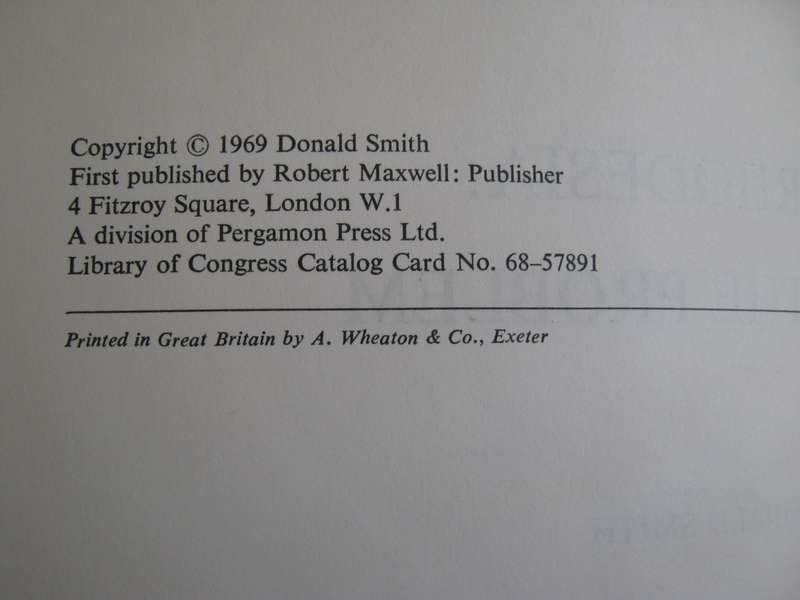 Copyright © 1969 Donald Smith
First published by Robert Maxwell: Publisher
4 Fitzroy Square, London W.1
A division of Pergamon Press Ltd.
Library of Congress Catalog Card No. 68–57891
Printed in Great Britain by A. Wheaton & Co., Exeter